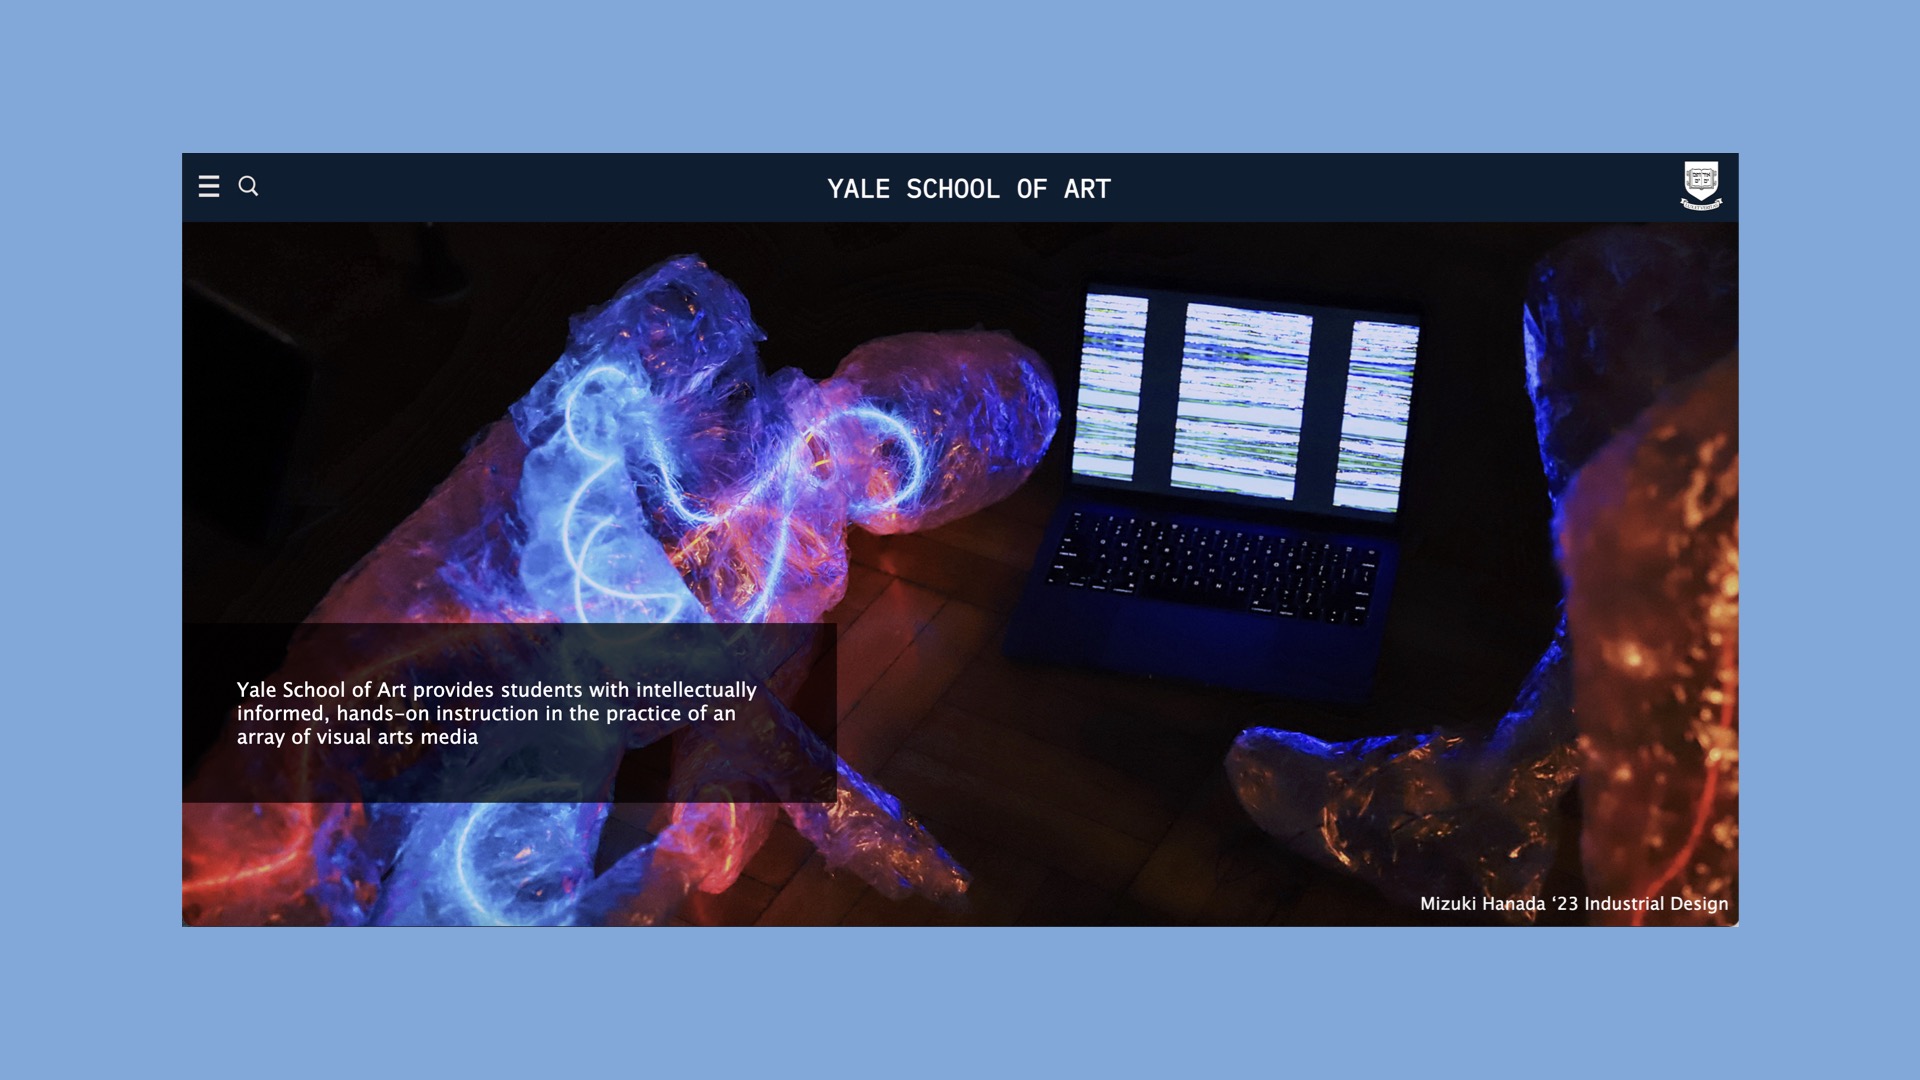 YALE SCHOOL OF ART
Yale School of Art provides students with intellectually
informed, hands-on instruction in the practice of an
array of visual arts media
Mizuki Hanada ‘23 Industrial Design